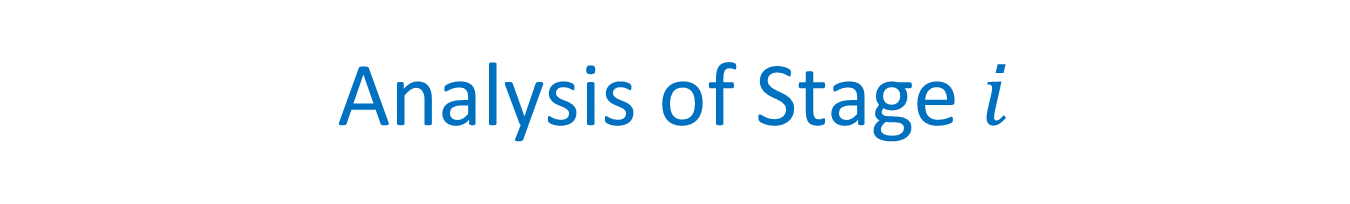 Analysis of Stage 𝑖